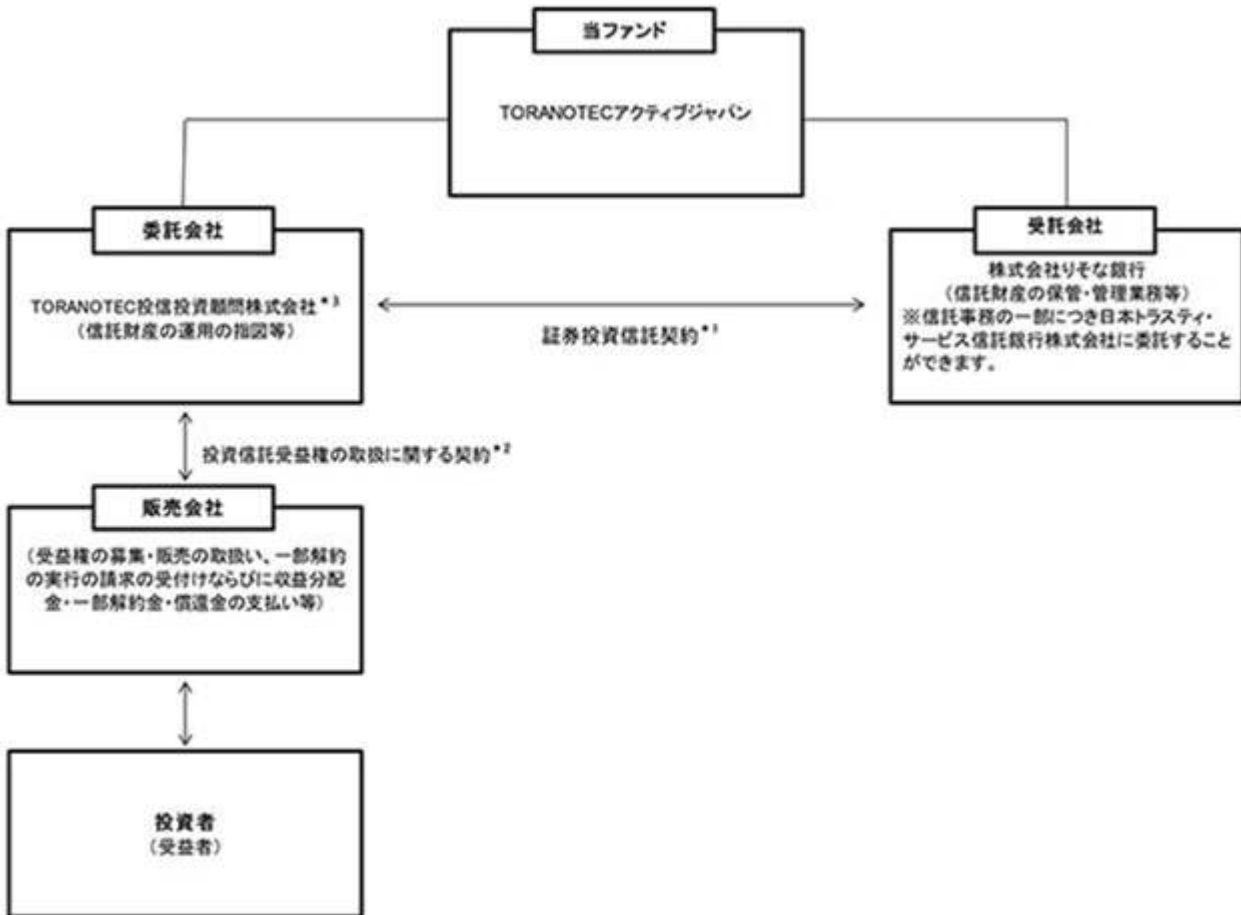 当ファンド
TORANOTECアクティブジャパン
委託会社
TORANOTEC投信投資顧問株式会社*3
（信託財産の運用の指図等）
証券投資信託契約*1
受託会社
株式会社りそな銀行
（信託財産の保管・管理業務等）
※信託事務の一部につき日本トラスティ・
サービス信託銀行株式会社に委託すること
ができます。
投資信託受益権の取扱に関する契約*2
販売会社
（受益権の募集・販売の取扱い、一部解約
の実行の請求の受付けならびに収益分配
金・一部解約金・償還金の支払い等）
投資者
（受益者）